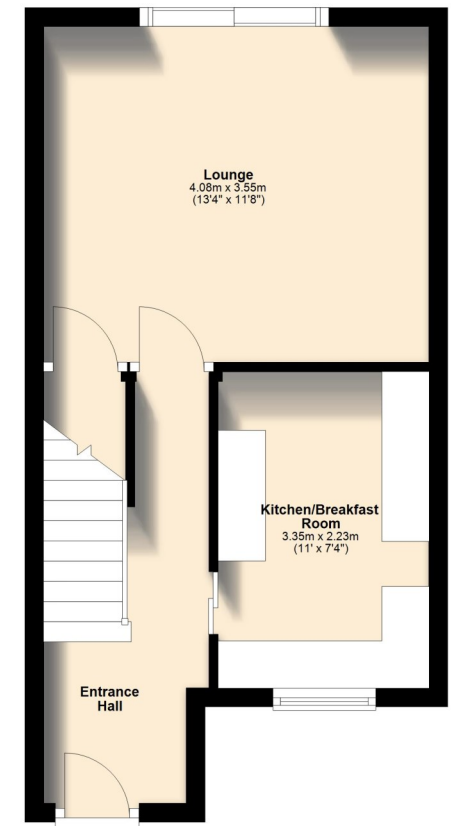 Lounge
4.08m x 3.55m
(13'4" x 11'8")
Kitchen/Breakfast
Room
3.35m x 2.23m
(11' x 7'4")
Entrance
Hall